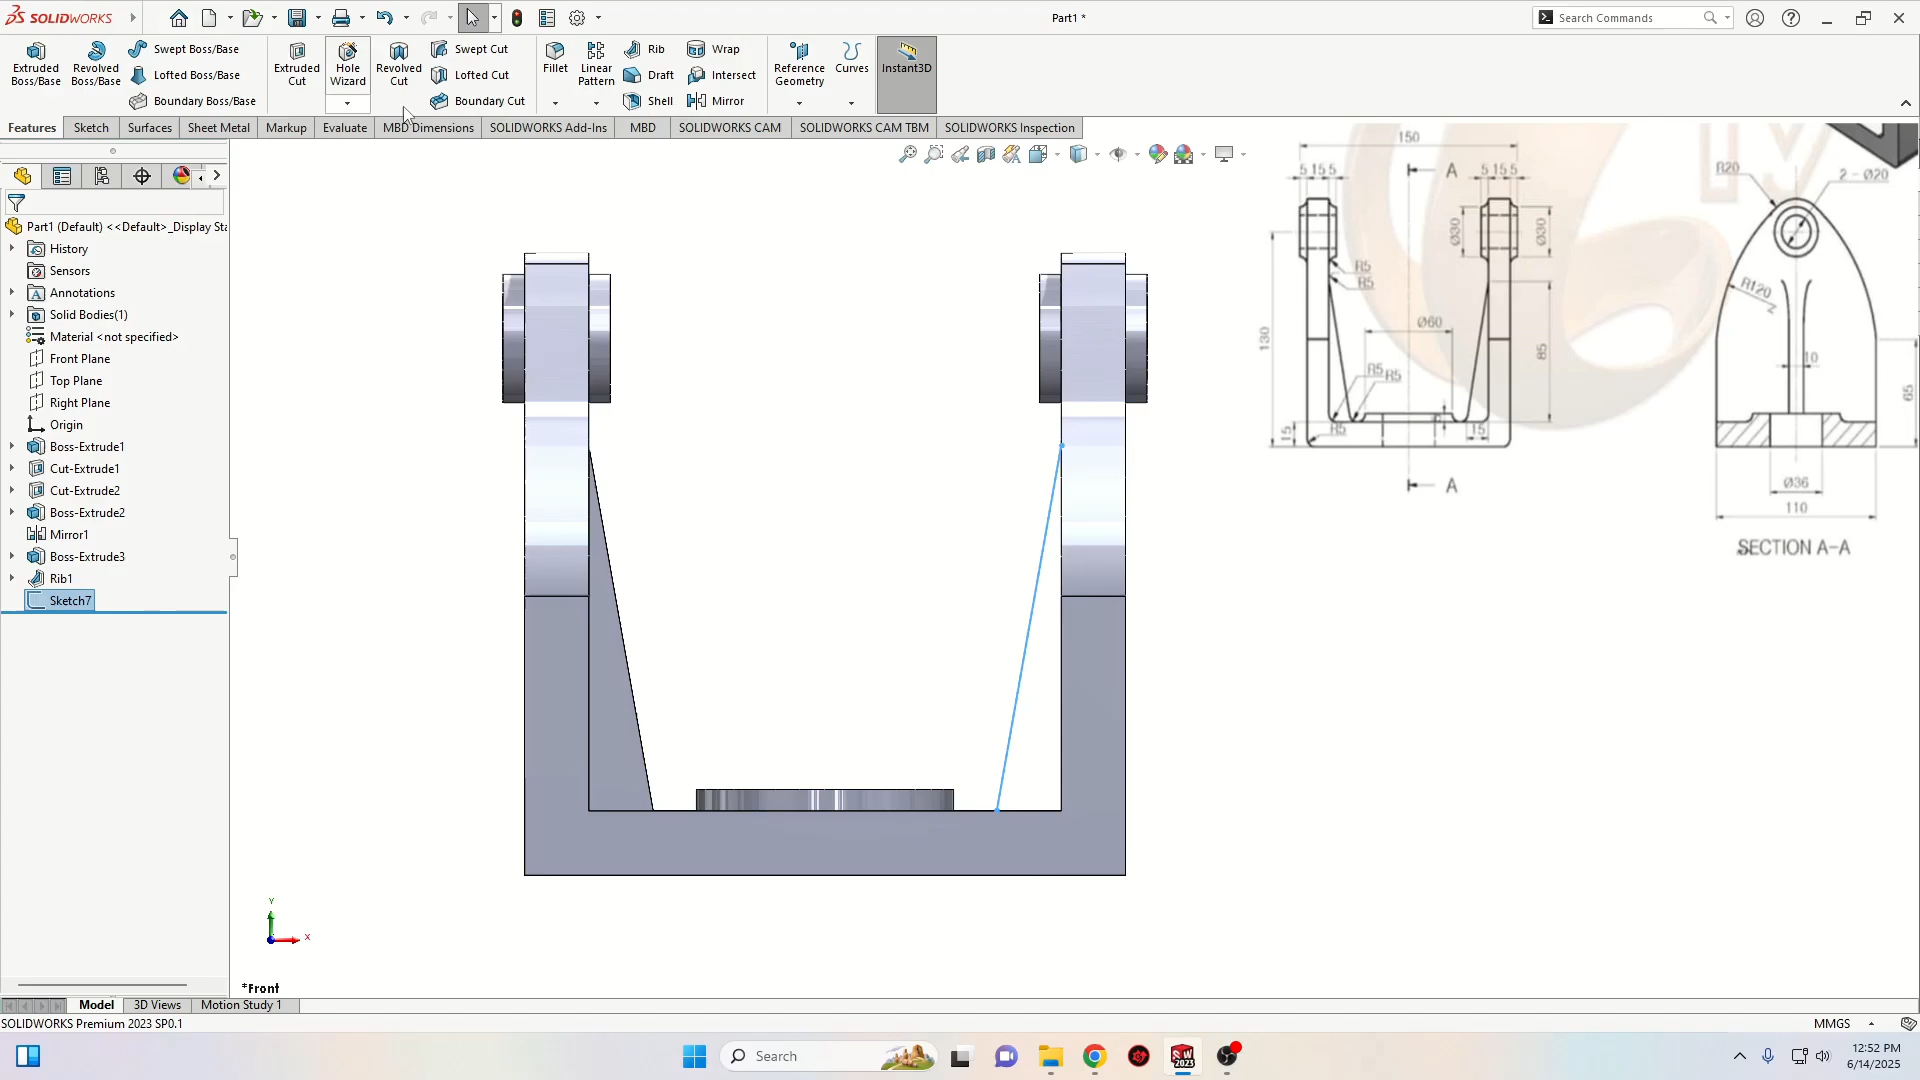 SOLIDWORKS
Part1 *
Search Commands
Extruded Boss/Base
Revolved Boss/Base
Swept Boss/Base
Lofted Boss/Base
Boundary Boss/Base
Extruded Cut
Hole Wizard
Revolved Cut
Swept Cut
Lofted Cut
Boundary Cut
Fillet
Linear Pattern
Rib
Draft
Shell
Wrap
Intersect
Mirror
Reference Geometry
Curves
Instant3D
Features
Sketch
Surfaces
Sheet Metal
Markup
Evaluate
MBD Dimensions
SOLIDWORKS Add-Ins
MBD
SOLIDWORKS CAM
SOLIDWORKS CAM TBM
SOLIDWORKS Inspection
Part1 (Default) <<Default>_Display Sta
History
Sensors
Annotations
Solid Bodies(1)
Material <not specified>
Front Plane
Top Plane
Right Plane
Origin
Boss-Extrude1
Cut-Extrude1
Cut-Extrude2
Boss-Extrude2
Mirror1
Boss-Extrude3
Rib1
Sketch7
150
5 15 5
A
5 15 5
Ø30
Ø30
R5
R5
Ø60
130
85
R5
R5
15
R5
15
A
R20
2 - Ø20
R120
10
65
Ø36
110
SECTION A-A
Y
X
*Front
Model
3D Views
Motion Study 1
SOLIDWORKS Premium 2023 SP0.1
MMGS
Search
12:52 PM
6/14/2025